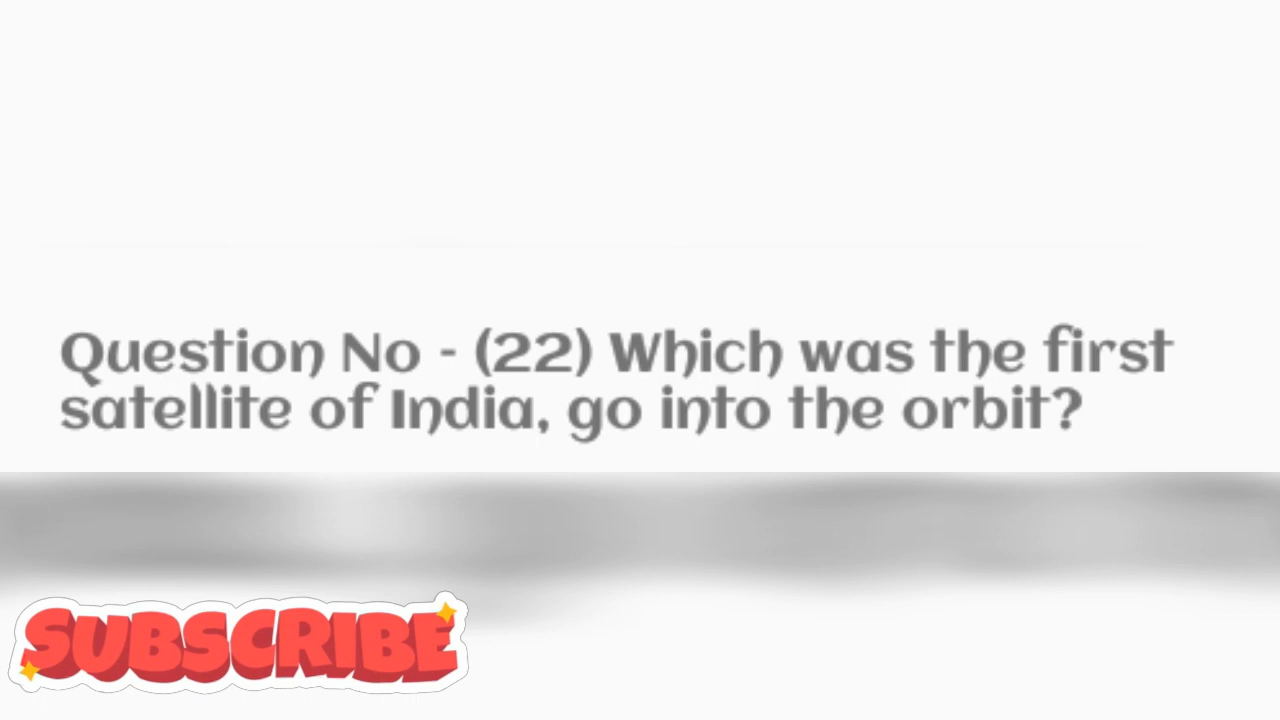 Question No - (22) Which was the first
satellite of India, go into the orbit?
SUBSCRIBE